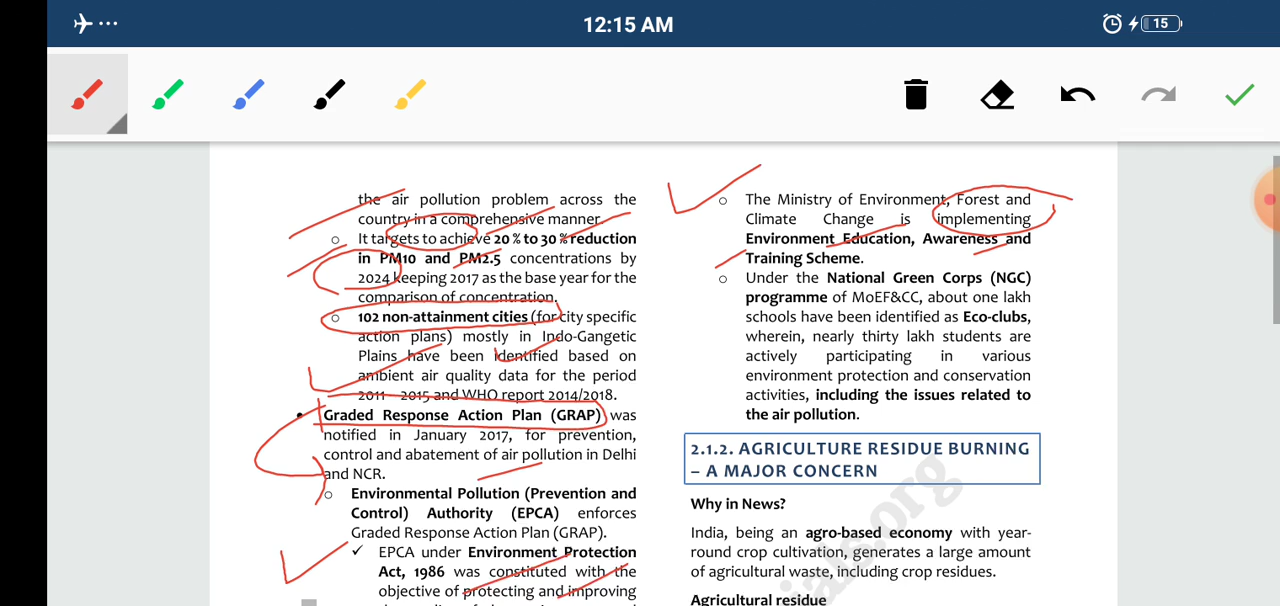 12:15 AM
15
the air pollution problem across the
country in a comprehensive manner.
o It targets to achieve 20 % to 30 % reduction
in PM10 and PM2.5 concentrations by
2024 keeping 2017 as the base year for the
comparison of concentration.
o 102 non-attainment cities (for city specific
action plans) mostly in Indo-Gangetic
Plains have been identified based on
ambient air quality data for the period
2011 – 2015 and WHO report 2014/2018.
• Graded Response Action Plan (GRAP) was
notified in January 2017, for prevention,
control and abatement of air pollution in Delhi
and NCR.
o Environmental Pollution (Prevention and
Control) Authority (EPCA) enforces
Graded Response Action Plan (GRAP).
✓ EPCA under Environment Protection
Act, 1986 was constituted with the
objective of protecting and improving
o The Ministry of Environment, Forest and
Climate Change is implementing
Environment Education, Awareness and
Training Scheme.
o Under the National Green Corps (NGC)
programme of MoEF&CC, about one lakh
schools have been identified as Eco-clubs,
wherein, nearly thirty lakh students are
actively participating in various
environment protection and conservation
activities, including the issues related to
the air pollution.
2.1.2. AGRICULTURE RESIDUE BURNING
– A MAJOR CONCERN
Why in News?
India, being an agro-based economy with year-
round crop cultivation, generates a large amount
of agricultural waste, including crop residues.
Agricultural residue